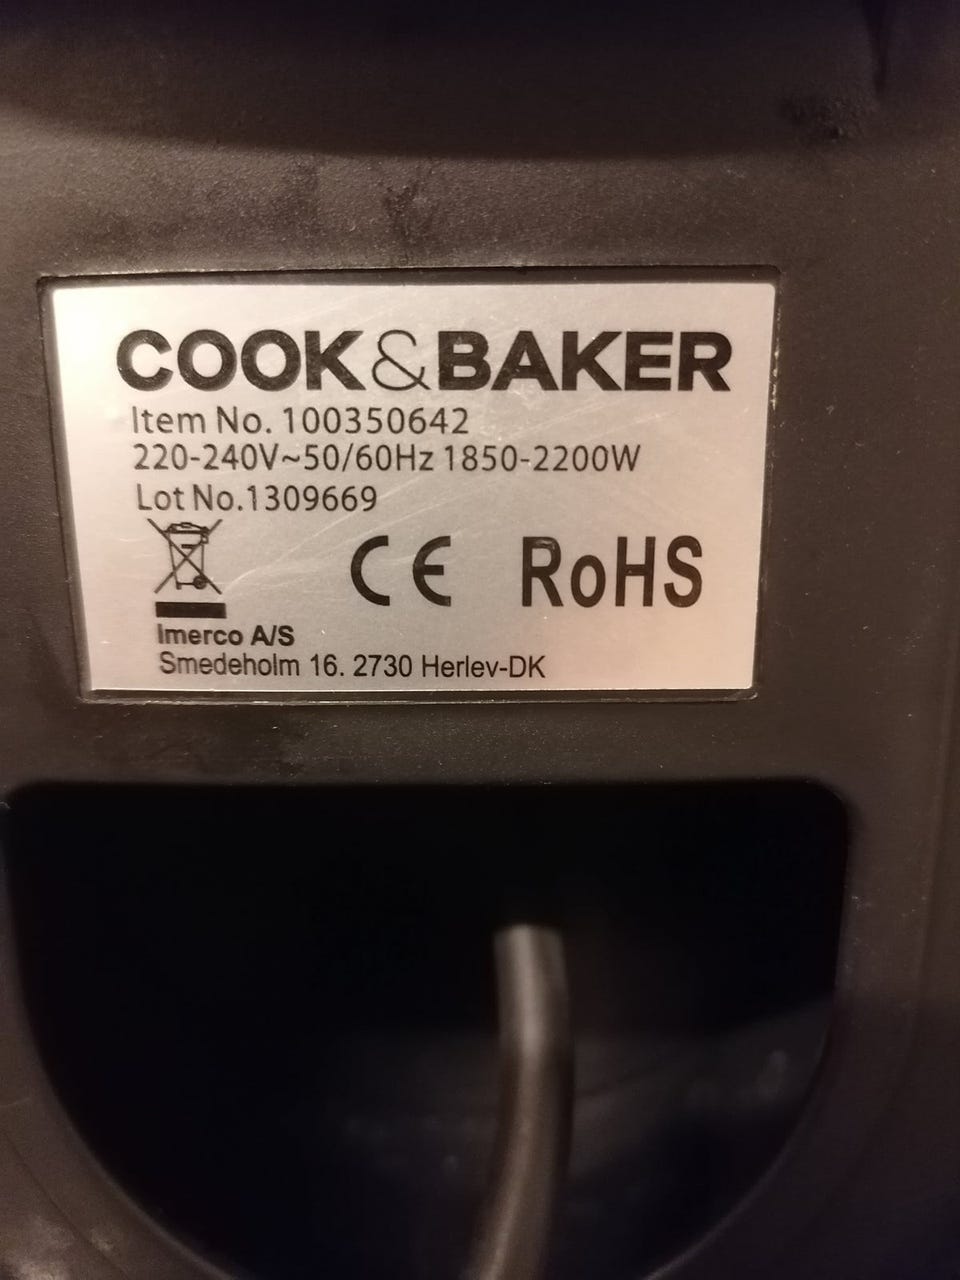 COOK&BAKER
Item No. 100350642
220-240V~50/60Hz 1850-2200W
Lot No.1309669
CE RoHS
Imerco A/S
Smedeholm 16. 2730 Herlev-DK